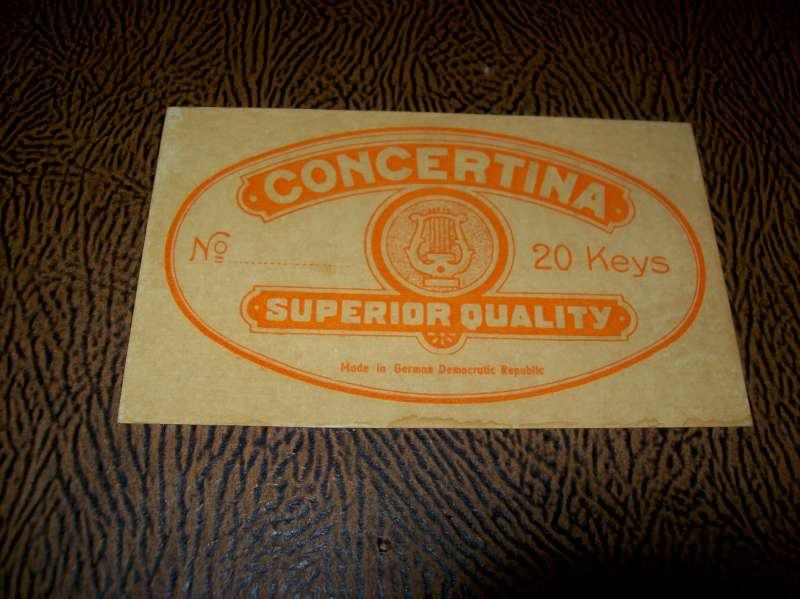 CONCERTINA
No 20 Keys
SUPERIOR QUALITY
Made in German Democratic Republic